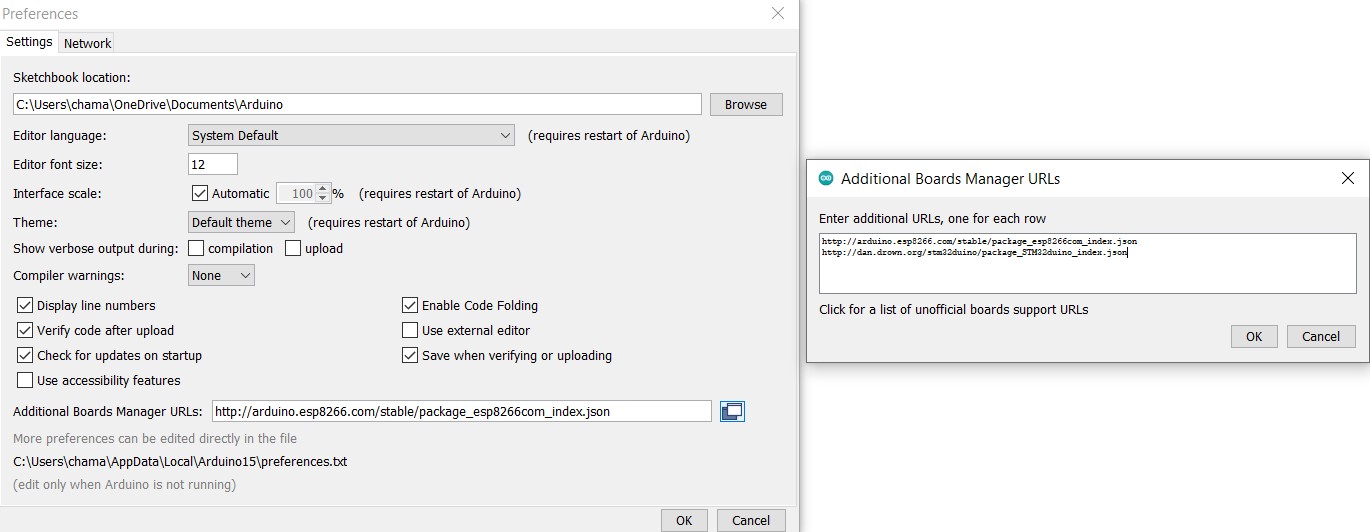 Preferences
Settings Network
Sketchbook location:
C:\Users\chama\OneDrive\Documents\Arduino Browse
Editor language: System Default (requires restart of Arduino)
Editor font size: 12
Interface scale: Automatic 100 % (requires restart of Arduino)
Theme: Default theme (requires restart of Arduino)
Show verbose output during: compilation upload
Compiler warnings: None
Display line numbers Enable Code Folding
Verify code after upload Use external editor
Check for updates on startup Save when verifying or uploading
Use accessibility features
Additional Boards Manager URLs: http://arduino.esp8266.com/stable/package_esp8266com_index.json
More preferences can be edited directly in the file
C:\Users\chama\AppData\Local\Arduino15\preferences.txt
(edit only when Arduino is not running)
OK Cancel
Additional Boards Manager URLs
Enter additional URLs, one for each row
http://arduino.esp8266.com/stable/package_esp8266com_index.json
http://dan.drown.org/stm32duino/package_STM32duino_index.json
Click for a list of unofficial boards support URLs
OK Cancel